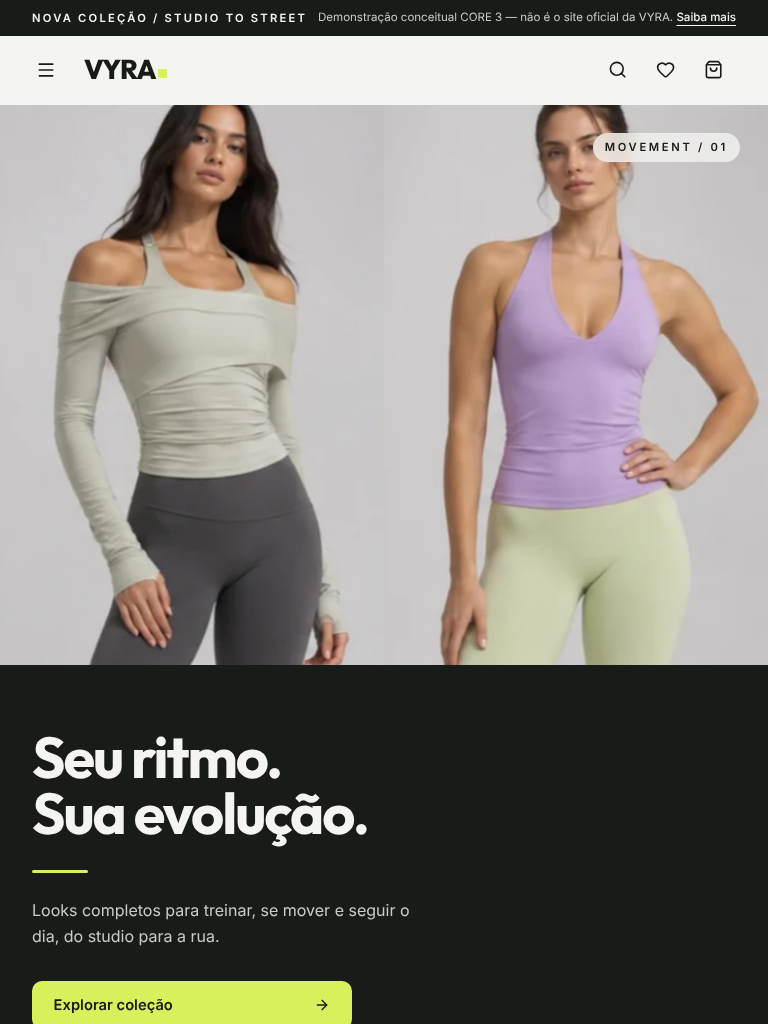 NOVA COLEÇÃO / STUDIO TO STREET
Demonstração conceitual CORE 3 — não é o site oficial da VYRA. Saiba mais
VYRA
MOVEMENT / 01
Seu ritmo.
Sua evolução.
Looks completos para treinar, se mover e seguir o
dia, do studio para a rua.
Explorar coleção